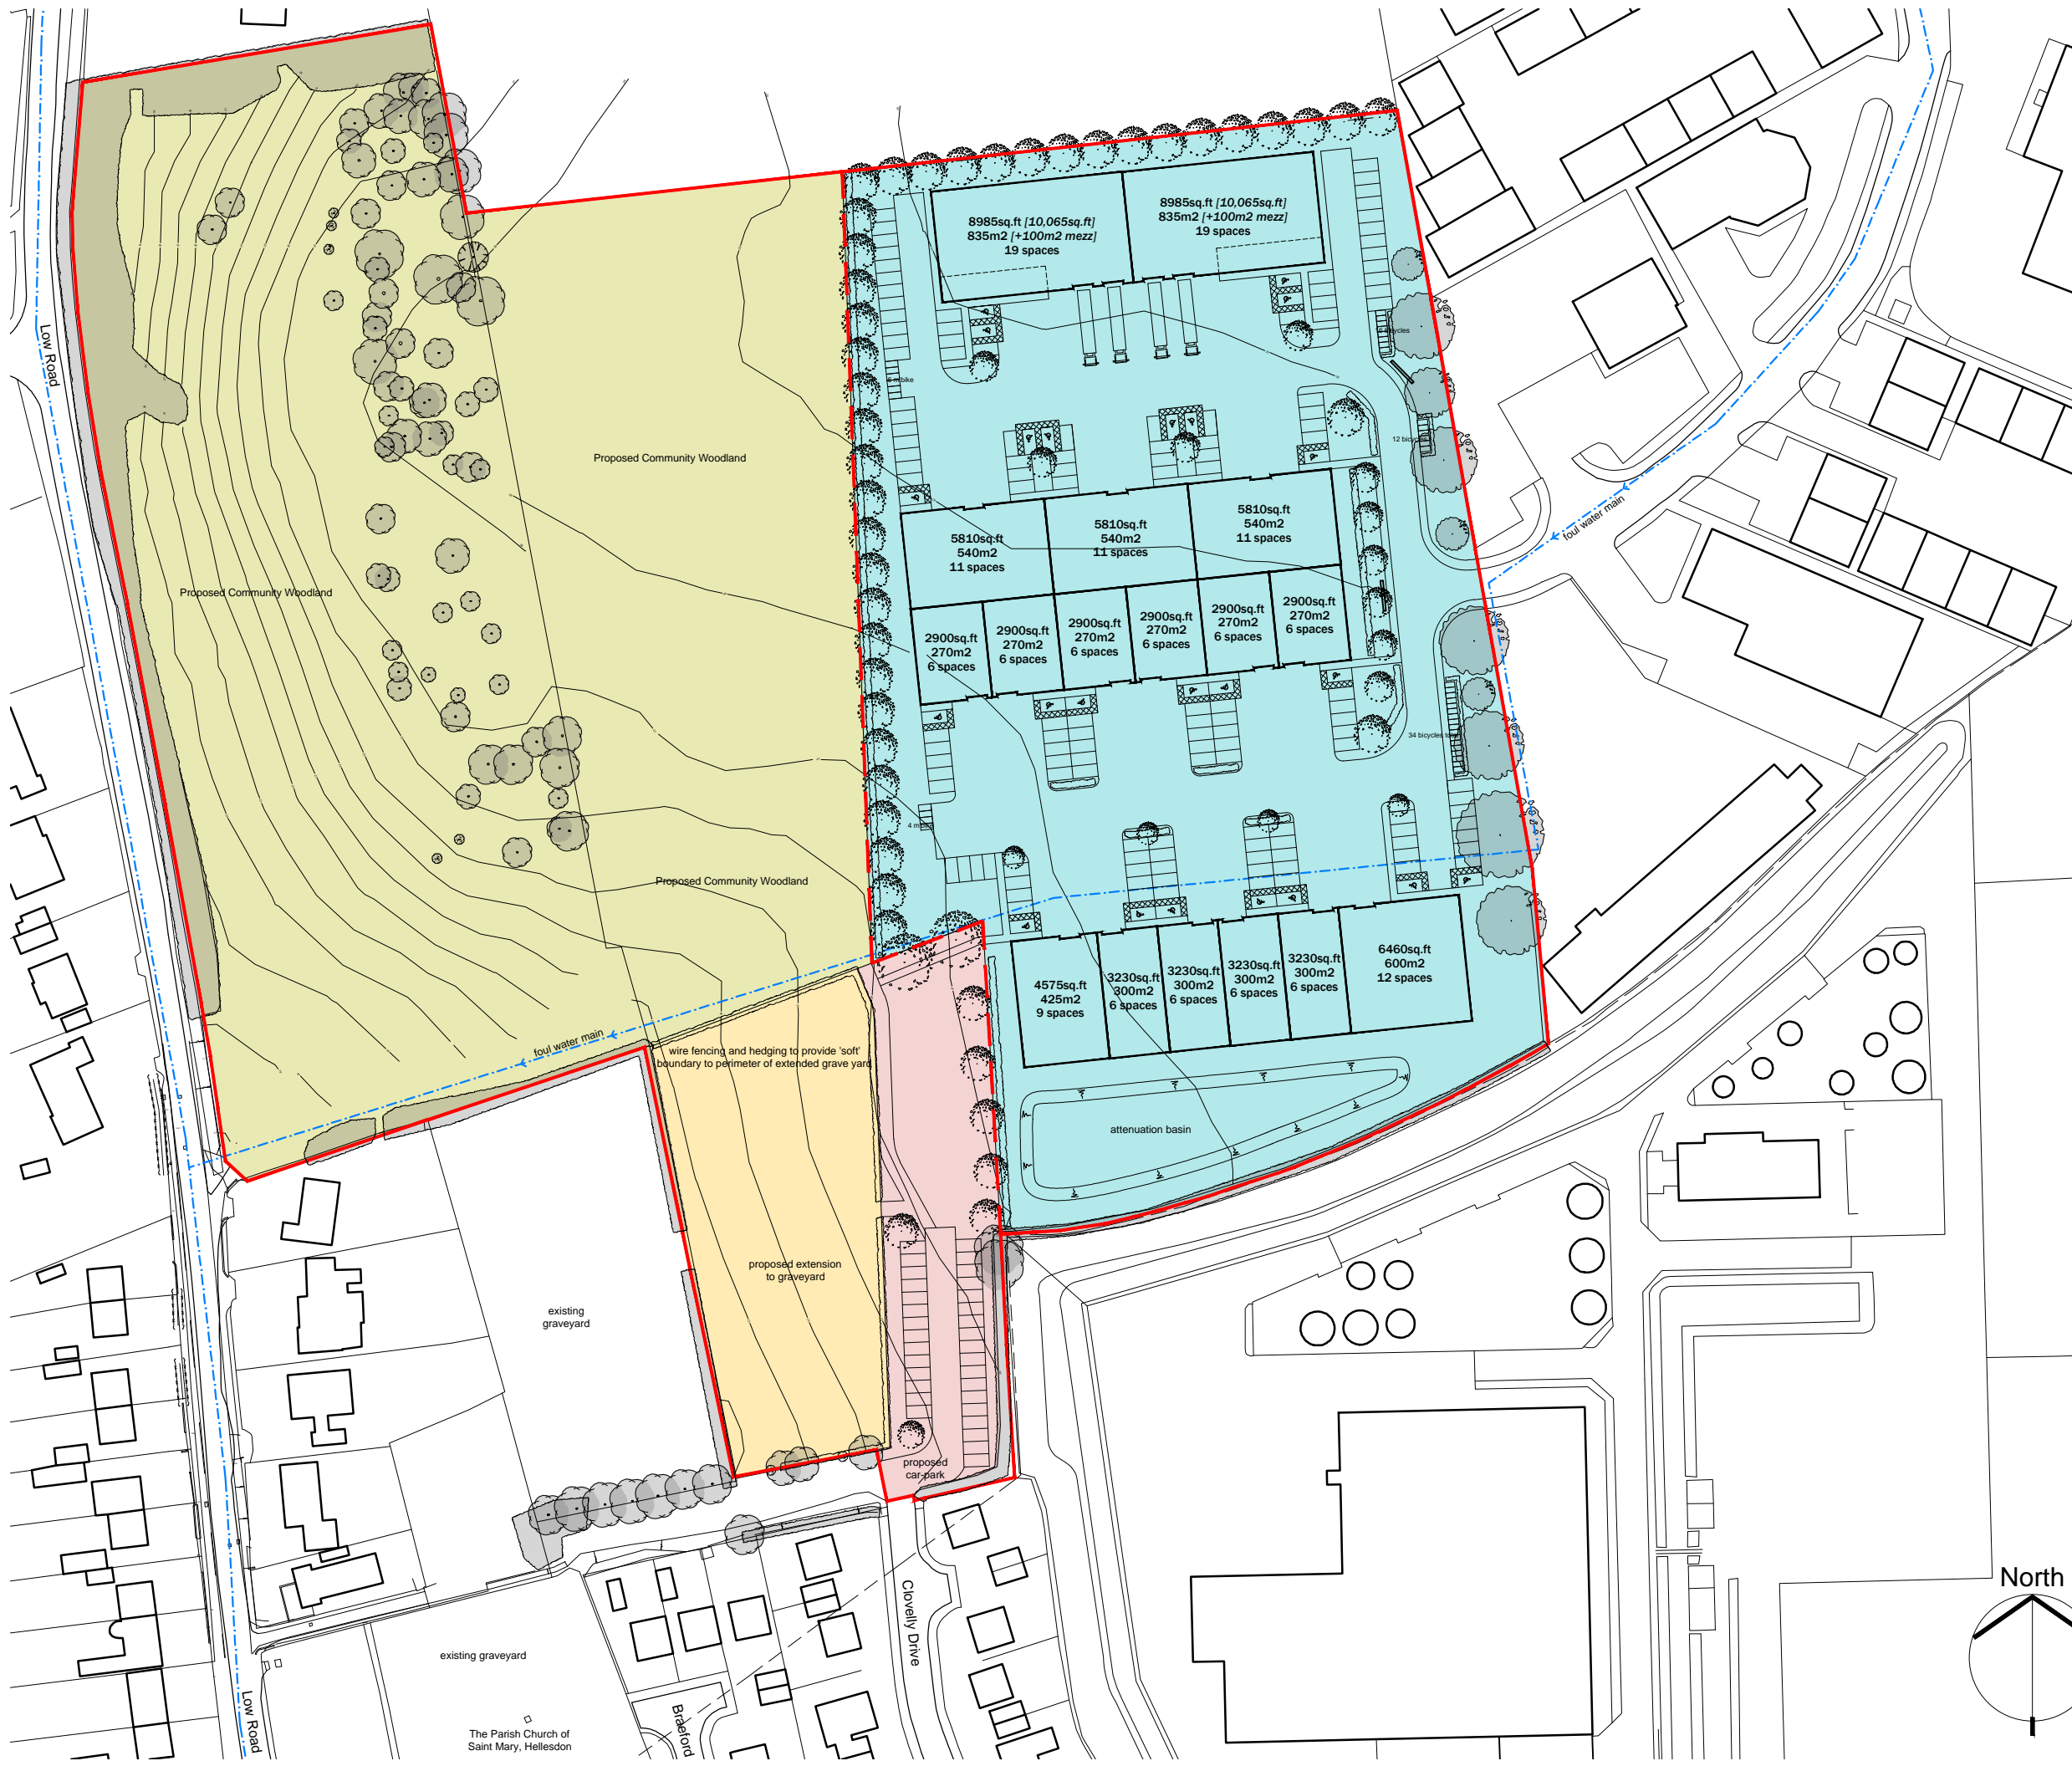 8985sq.ft [10,065sq.ft]
835m2 [+100m2 mezz]
19 spaces
8985sq.ft [10,065sq.ft]
835m2 [+100m2 mezz]
19 spaces
Low Road
6 m bike
12 bicycles
Proposed Community Woodland
foul water main
5810sq.ft
540m2
11 spaces
5810sq.ft
540m2
11 spaces
5810sq.ft
540m2
11 spaces
Proposed Community Woodland
2900sq.ft
270m2
6 spaces
2900sq.ft
270m2
6 spaces
2900sq.ft
270m2
6 spaces
2900sq.ft
270m2
6 spaces
2900sq.ft
270m2
6 spaces
2900sq.ft
270m2
6 spaces
34 bicycles
Proposed Community Woodland
4575sq.ft
425m2
9 spaces
3230sq.ft
300m2
6 spaces
3230sq.ft
300m2
6 spaces
3230sq.ft
300m2
6 spaces
3230sq.ft
300m2
6 spaces
6460sq.ft
600m2
12 spaces
foul water main
wire fencing and hedging to provide 'soft'
boundary to perimeter of extended grave yard
attenuation basin
proposed extension
to graveyard
existing
graveyard
proposed
car-park
North
Clovelly Drive
existing graveyard
Low Road
Braeford
The Parish Church of
Saint Mary, Hellesdon